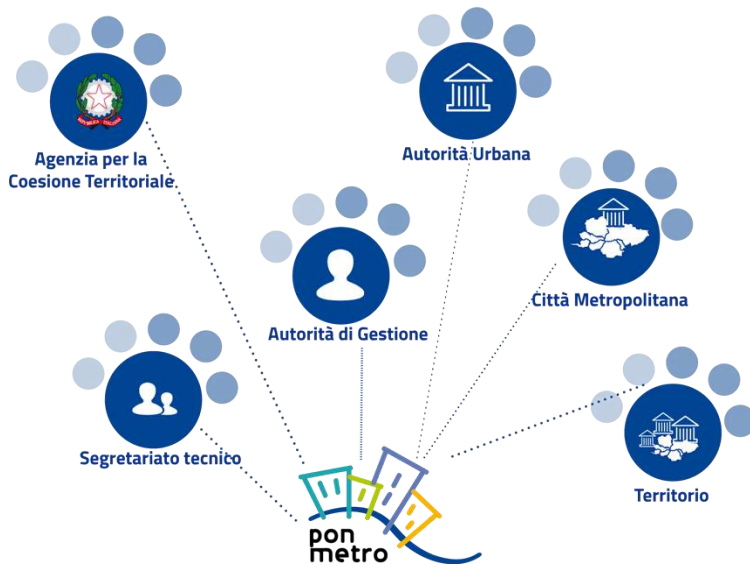 Agenzia per la
Coesione Territoriale
Autorità Urbana
Città Metropolitana
Autorità di Gestione
Segretariato tecnico
Territorio
pon
metro